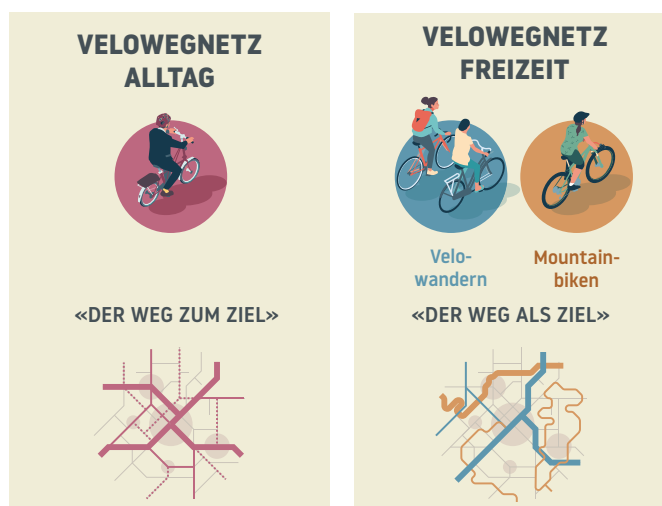 VELOWEGNETZ
ALLTAG
«DER WEG ZUM ZIEL»
VELOWEGNETZ
FREIZEIT
Velo-
wandern
Mountain-
biken
«DER WEG ALS ZIEL»